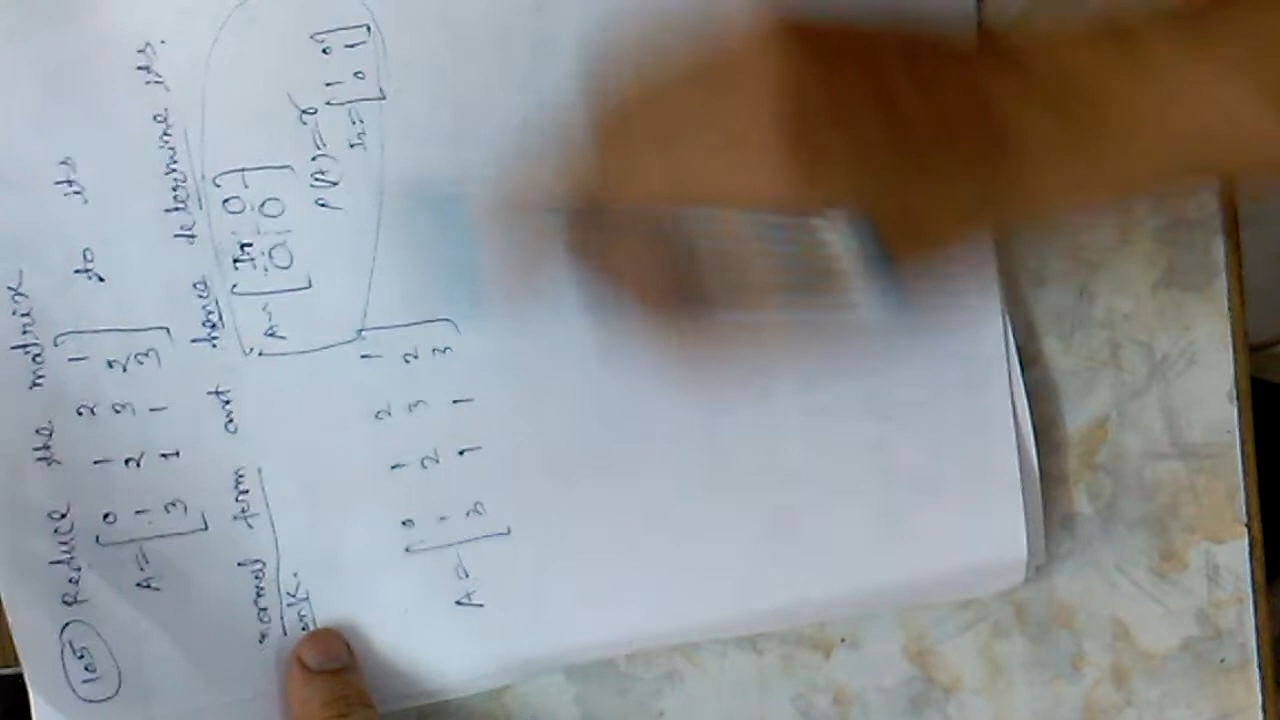 105 Reduce the matrix
A = [ 0 1 2 1
1 2 3 2
3 1 1 3 ] to its
normal form and hence determine its.
rank.
A ~ [ Ir 0
0 0 ]
P(A) = r
I2 = [ 1 0
0 1 ]
A = [ 0 1 2 1
1 2 3 2
3 1 1 3 ]